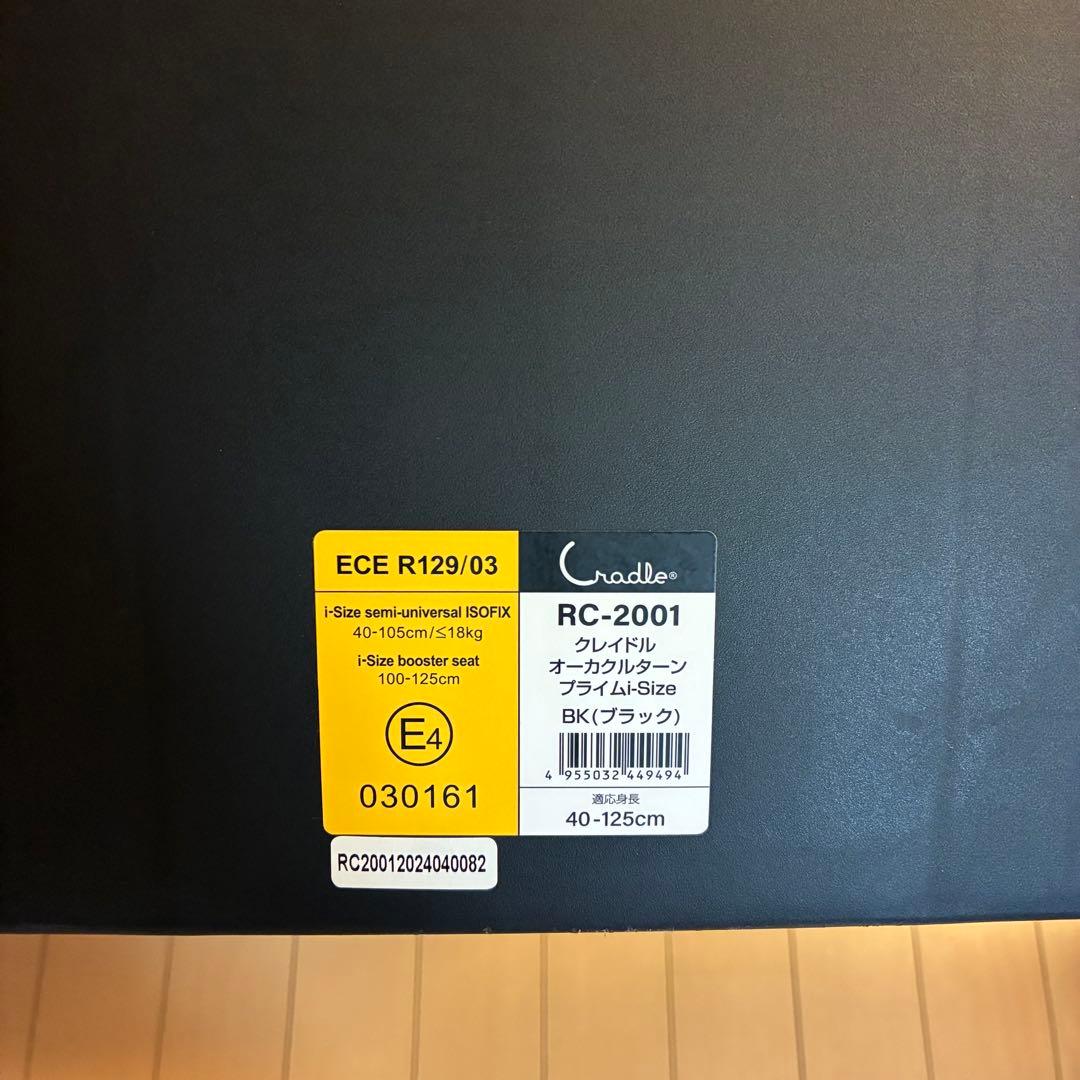 ECE R129/03
i-Size semi-universal ISOFIX
40-105cm/≤18kg
i-Size booster seat
100-125cm
E4
030161
Cradle®
RC-2001
クレイドル
オーカクルターン
プライムi-Size
BK(ブラック)
4 955032 449494
適応身長
40-125cm
RC20012024040082